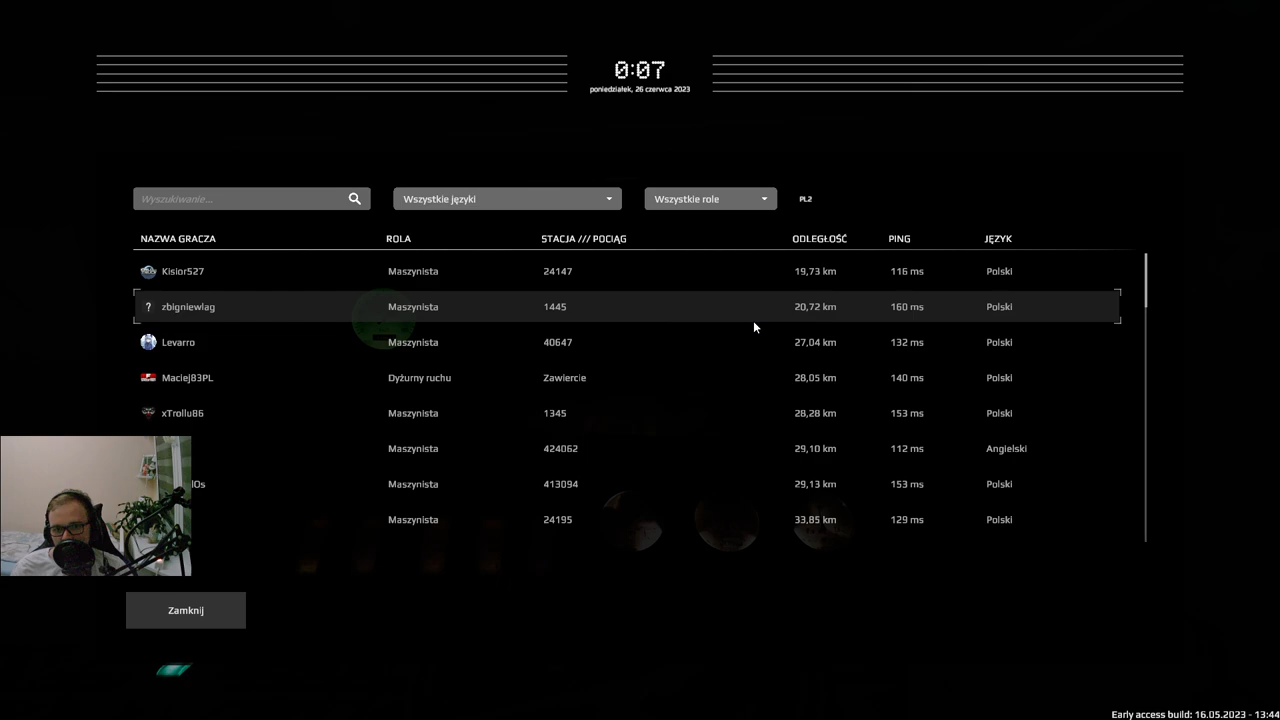 0:07
poniedziałek, 26 czerwca 2023
Wyszukiwanie...
Wszystkie języki
Wszystkie role
PL2
NAZWA GRACZA ROLA STACJA /// POCIĄG ODLEGŁOŚĆ PING JĘZYK
Kisior527 Maszynista 24147 19,73 km 116 ms Polski
? zbigniewlag Maszynista 1445 20,72 km 160 ms Polski
Levarro Maszynista 40647 27,04 km 132 ms Polski
Maciej83PL Dyżurny ruchu Zawiercie 28,05 km 140 ms Polski
xTrollu86 Maszynista 1345 28,28 km 153 ms Polski
Maszynista 424062 29,10 km 112 ms Angielski
Maszynista 413094 29,13 km 153 ms Polski
Maszynista 24195 33,85 km 129 ms Polski
Zamknij
Early access build: 16.05.2023 - 13:44